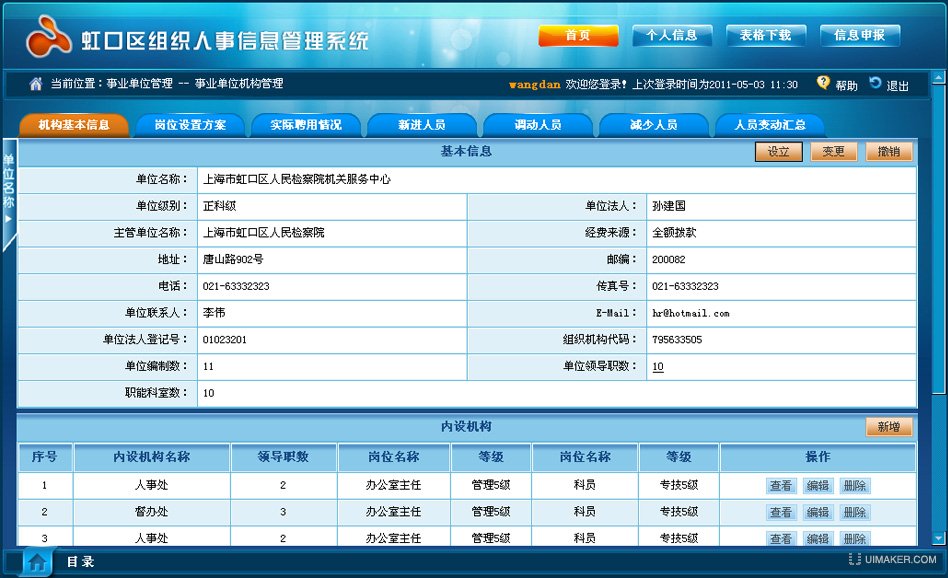 虹口区组织人事信息管理系统
首页 个人信息 表格下载 信息申报
当前位置：事业单位管理 -- 事业单位机构管理 wangdan 欢迎您登录！上次登录时间为2011-05-03 11:30 帮助 退出
机构基本信息 岗位设置方案 实际聘用情况 新进人员 调动人员 减少人员 人员变动汇总
单位名称
基本信息 设立 变更 撤销
单位名称： 上海市虹口区人民检察院机关服务中心
单位级别： 正科级 单位法人： 孙建国
主管单位名称： 上海市虹口区人民检察院 经费来源： 全额拨款
地址： 唐山路902号 邮编： 200082
电话： 021-63332323 传真号： 021-63332323
单位联系人： 李伟 E-Mail： hr@hotmail.com
单位法人登记号： 01023201 组织机构代码： 795633505
单位编制数： 11 单位领导职数： 10
职能科室数： 10
内设机构 新增
序号 内设机构名称 领导职数 岗位名称 等级 岗位名称 等级 操作
1 人事处 2 办公室主任 管理5级 科员 专技5级 查看 编辑 删除
2 督办处 3 办公室主任 管理5级 科员 专技5级 查看 编辑 删除
3 人事处 2 办公室主任 管理5级 科员 专技5级 查看 编辑 删除
目录 UIMAKER.COM